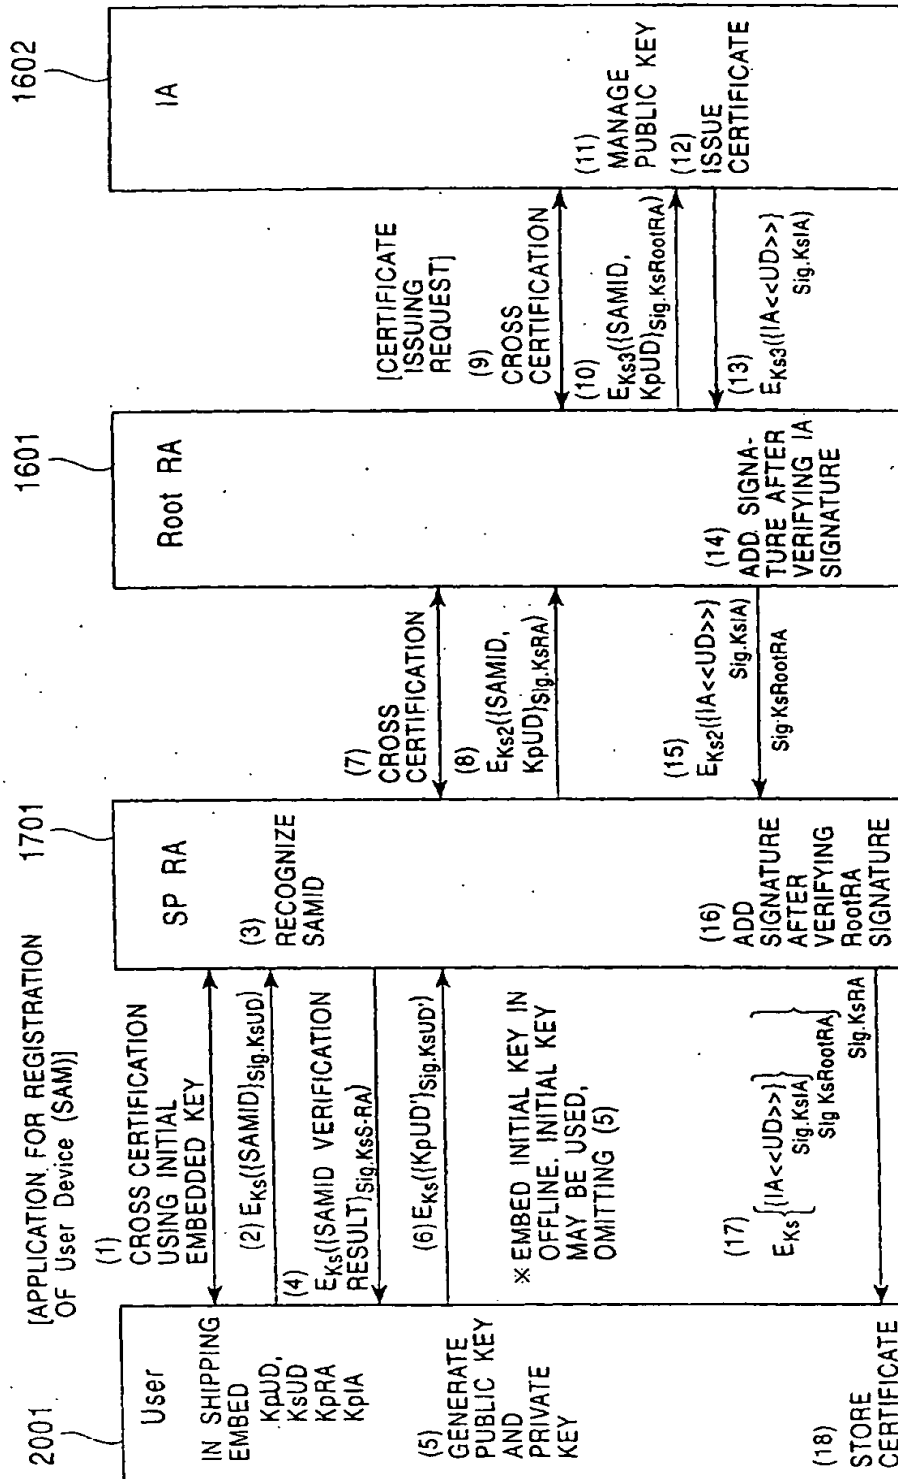 [APPLICATION FOR REGISTRATION
OF User Device (SAM)]
2001
User
IN SHIPPING
EMBED
KpUD,
KsUD
KpRA
KpIA
(5)
GENERATE
PUBLIC KEY
AND
PRIVATE
KEY
(18)
STORE
CERTIFICATE
(1)
CROSS CERTIFICATION
USING INITIAL
EMBEDDED KEY
(2) EKs({SAMID}Sig.KsUD)
(4)
EKs({SAMID VERIFICATION
RESULT}Sig.KsS-RA)
(6) EKs({KpUD'}Sig.KsUD')
※ EMBED INITIAL KEY IN
OFFLINE. INITIAL KEY
MAY BE USED,
OMITTING (5)
(17)
EKs{{{IA<<UD>>}
Sig.KsIA}
Sig KsRootRA}
Sig.KsRA
1701
SP RA
(3)
RECOGNIZE
SAMID
(16)
ADD
SIGNATURE
AFTER
VERIFYING
RootRA
SIGNATURE
(7)
CROSS
CERTIFICATION
(8)
EKs2({SAMID,
KpUD}Sig.KsRA)
(15)
EKs2({IA<<UD>>}
Sig.KsIA)
Sig.KsRootRA
1601
Root RA
(14)
ADD SIGNA-
TURE AFTER
VERIFYING IA
SIGNATURE
[CERTIFICATE
ISSUING
REQUEST]
(9)
CROSS
CERTIFICATION
(10)
EKs3({SAMID,
KpUD}Sig.KsRootRA)
(13)
EKs3({IA<<UD>>}
Sig.KsIA)
1602
IA
(11)
MANAGE
PUBLIC KEY
(12)
ISSUE
CERTIFICATE